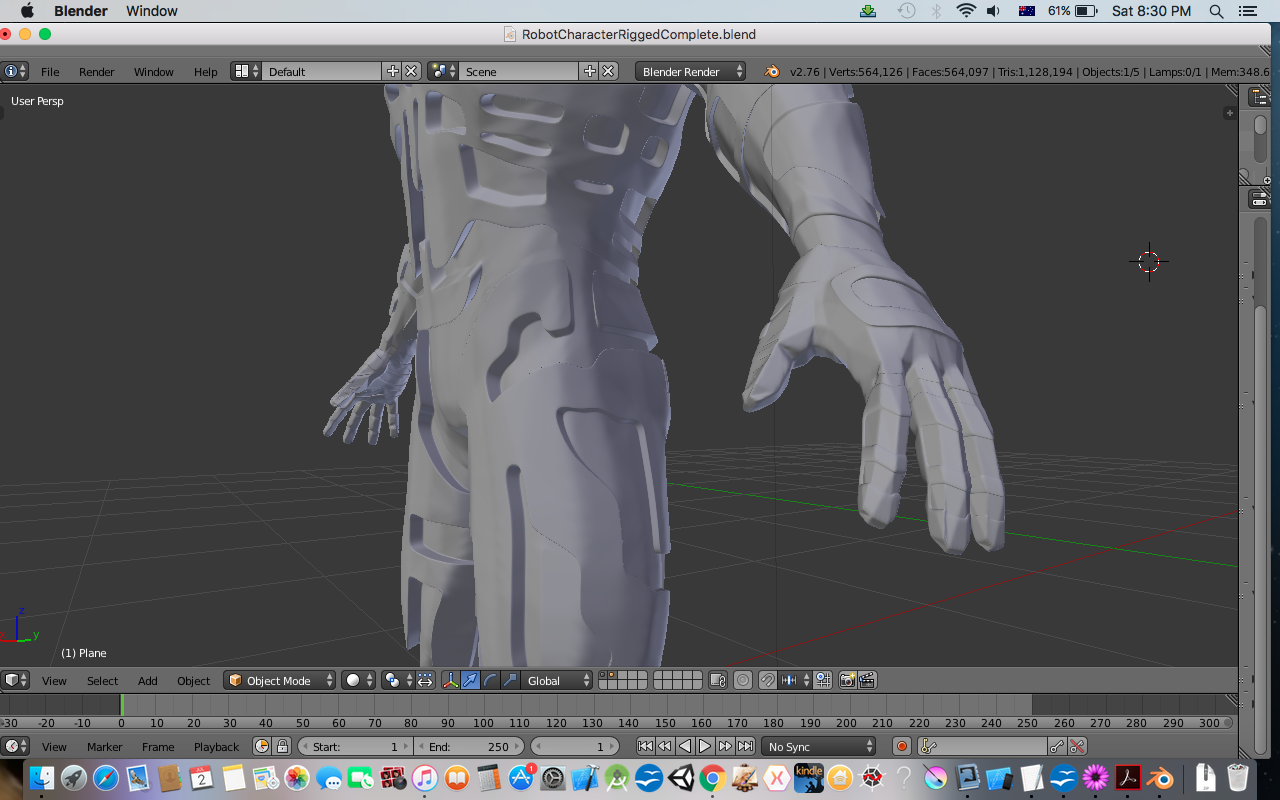 Blender Window 61% Sat 8:30 PM
RobotCharacterRiggedComplete.blend
File Render Window Help Default Scene Blender Render v2.76 | Verts:564,126 | Faces:564,097 | Tris:1,128,194 | Objects:1/5 | Lamps:0/1 | Mem:348.6
User Persp
z
y
(1) Plane
View Select Add Object Object Mode Global
-30 -20 -10 0 10 20 30 40 50 60 70 80 90 100 110 120 130 140 150 160 170 180 190 200 210 220 230 240 250 260 270 280 290 300
View Marker Frame Playback Start: 1 End: 250 1 No Sync
2 1 kindle